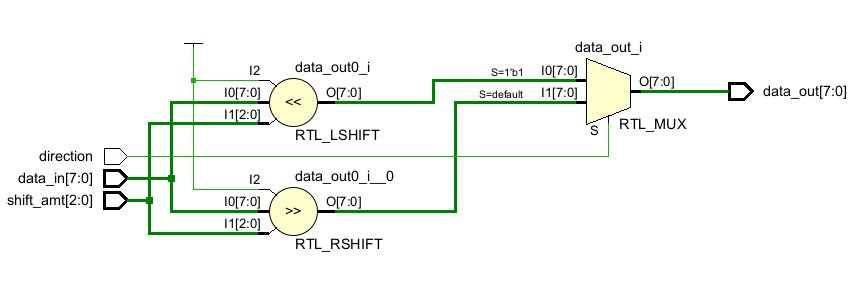 data_out_i
I2
data_out0_i
S=1'b1
I0[7:0]
O[7:0]
I0[7:0]
<<
O[7:0]
S=default
I1[7:0]
data_out[7:0]
I1[2:0]
RTL_LSHIFT
S
RTL_MUX
direction
data_in[7:0]
I2
data_out0_i__0
shift_amt[2:0]
I0[7:0]
>>
O[7:0]
I1[2:0]
RTL_RSHIFT